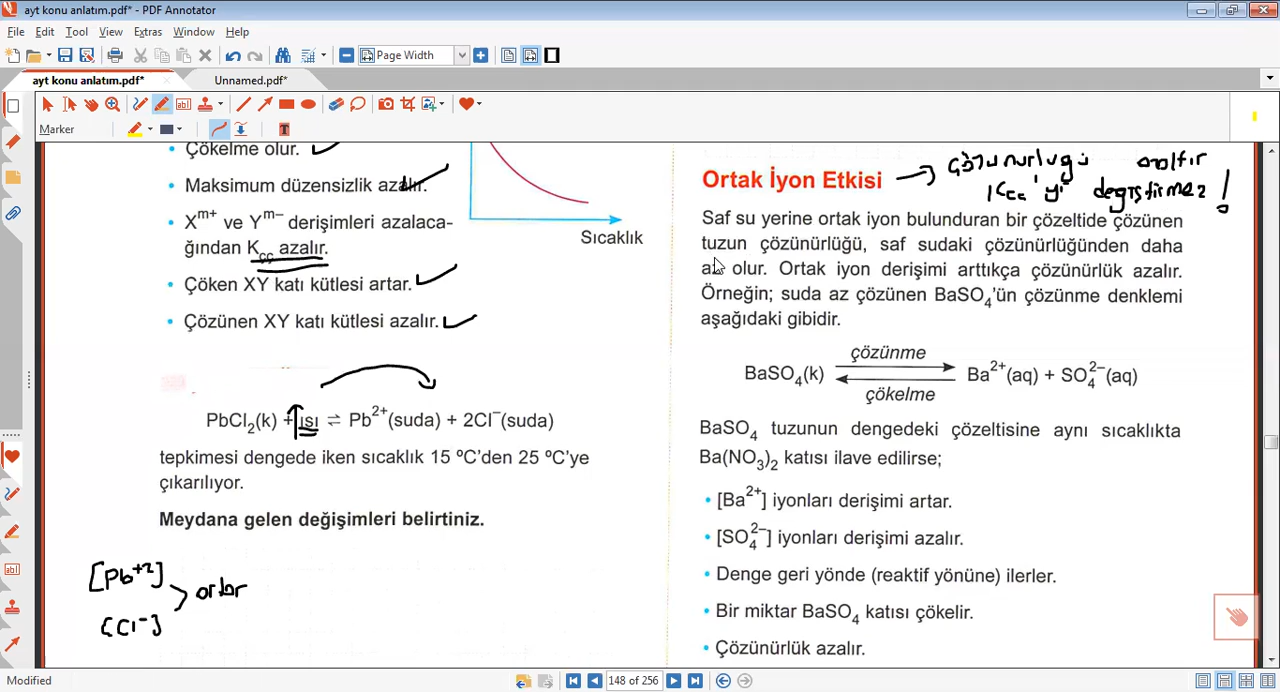 ayt konu anlatım.pdf* - PDF Annotator
File Edit Tool View Extras Window Help
Page Width
ayt konu anlatım.pdf* Unnamed.pdf*
Marker
• Çökelme olur.
• Maksimum düzensizlik azalır.
• Xm+ ve Ym– derişimleri azalaca-
ğından Kçç azalır.
• Çöken XY katı kütlesi artar.
• Çözünen XY katı kütlesi azalır.
Sıcaklık
PbCl2(k) + ısı ⇌ Pb2+(suda) + 2Cl–(suda)
tepkimesi dengede iken sıcaklık 15 ºC'den 25 ºC'ye
çıkarılıyor.
Meydana gelen değişimleri belirtiniz.
[Pb+2]
artar
[Cl-]
Ortak İyon Etkisi
çözünürlüğü azaltır
Kçç'yi değiştirmez!
Saf su yerine ortak iyon bulunduran bir çözeltide çözünen
tuzun çözünürlüğü, saf sudaki çözünürlüğünden daha
az olur. Ortak iyon derişimi arttıkça çözünürlük azalır.
Örneğin; suda az çözünen BaSO4'ün çözünme denklemi
aşağıdaki gibidir.
çözünme
BaSO4(k) Ba2+(aq) + SO42–(aq)
çökelme
BaSO4 tuzunun dengedeki çözeltisine aynı sıcaklıkta
Ba(NO3)2 katısı ilave edilirse;
• [Ba2+] iyonları derişimi artar.
• [SO42–] iyonları derişimi azalır.
• Denge geri yönde (reaktif yönüne) ilerler.
• Bir miktar BaSO4 katısı çökelir.
• Çözünürlük azalır.
Modified 148 of 256